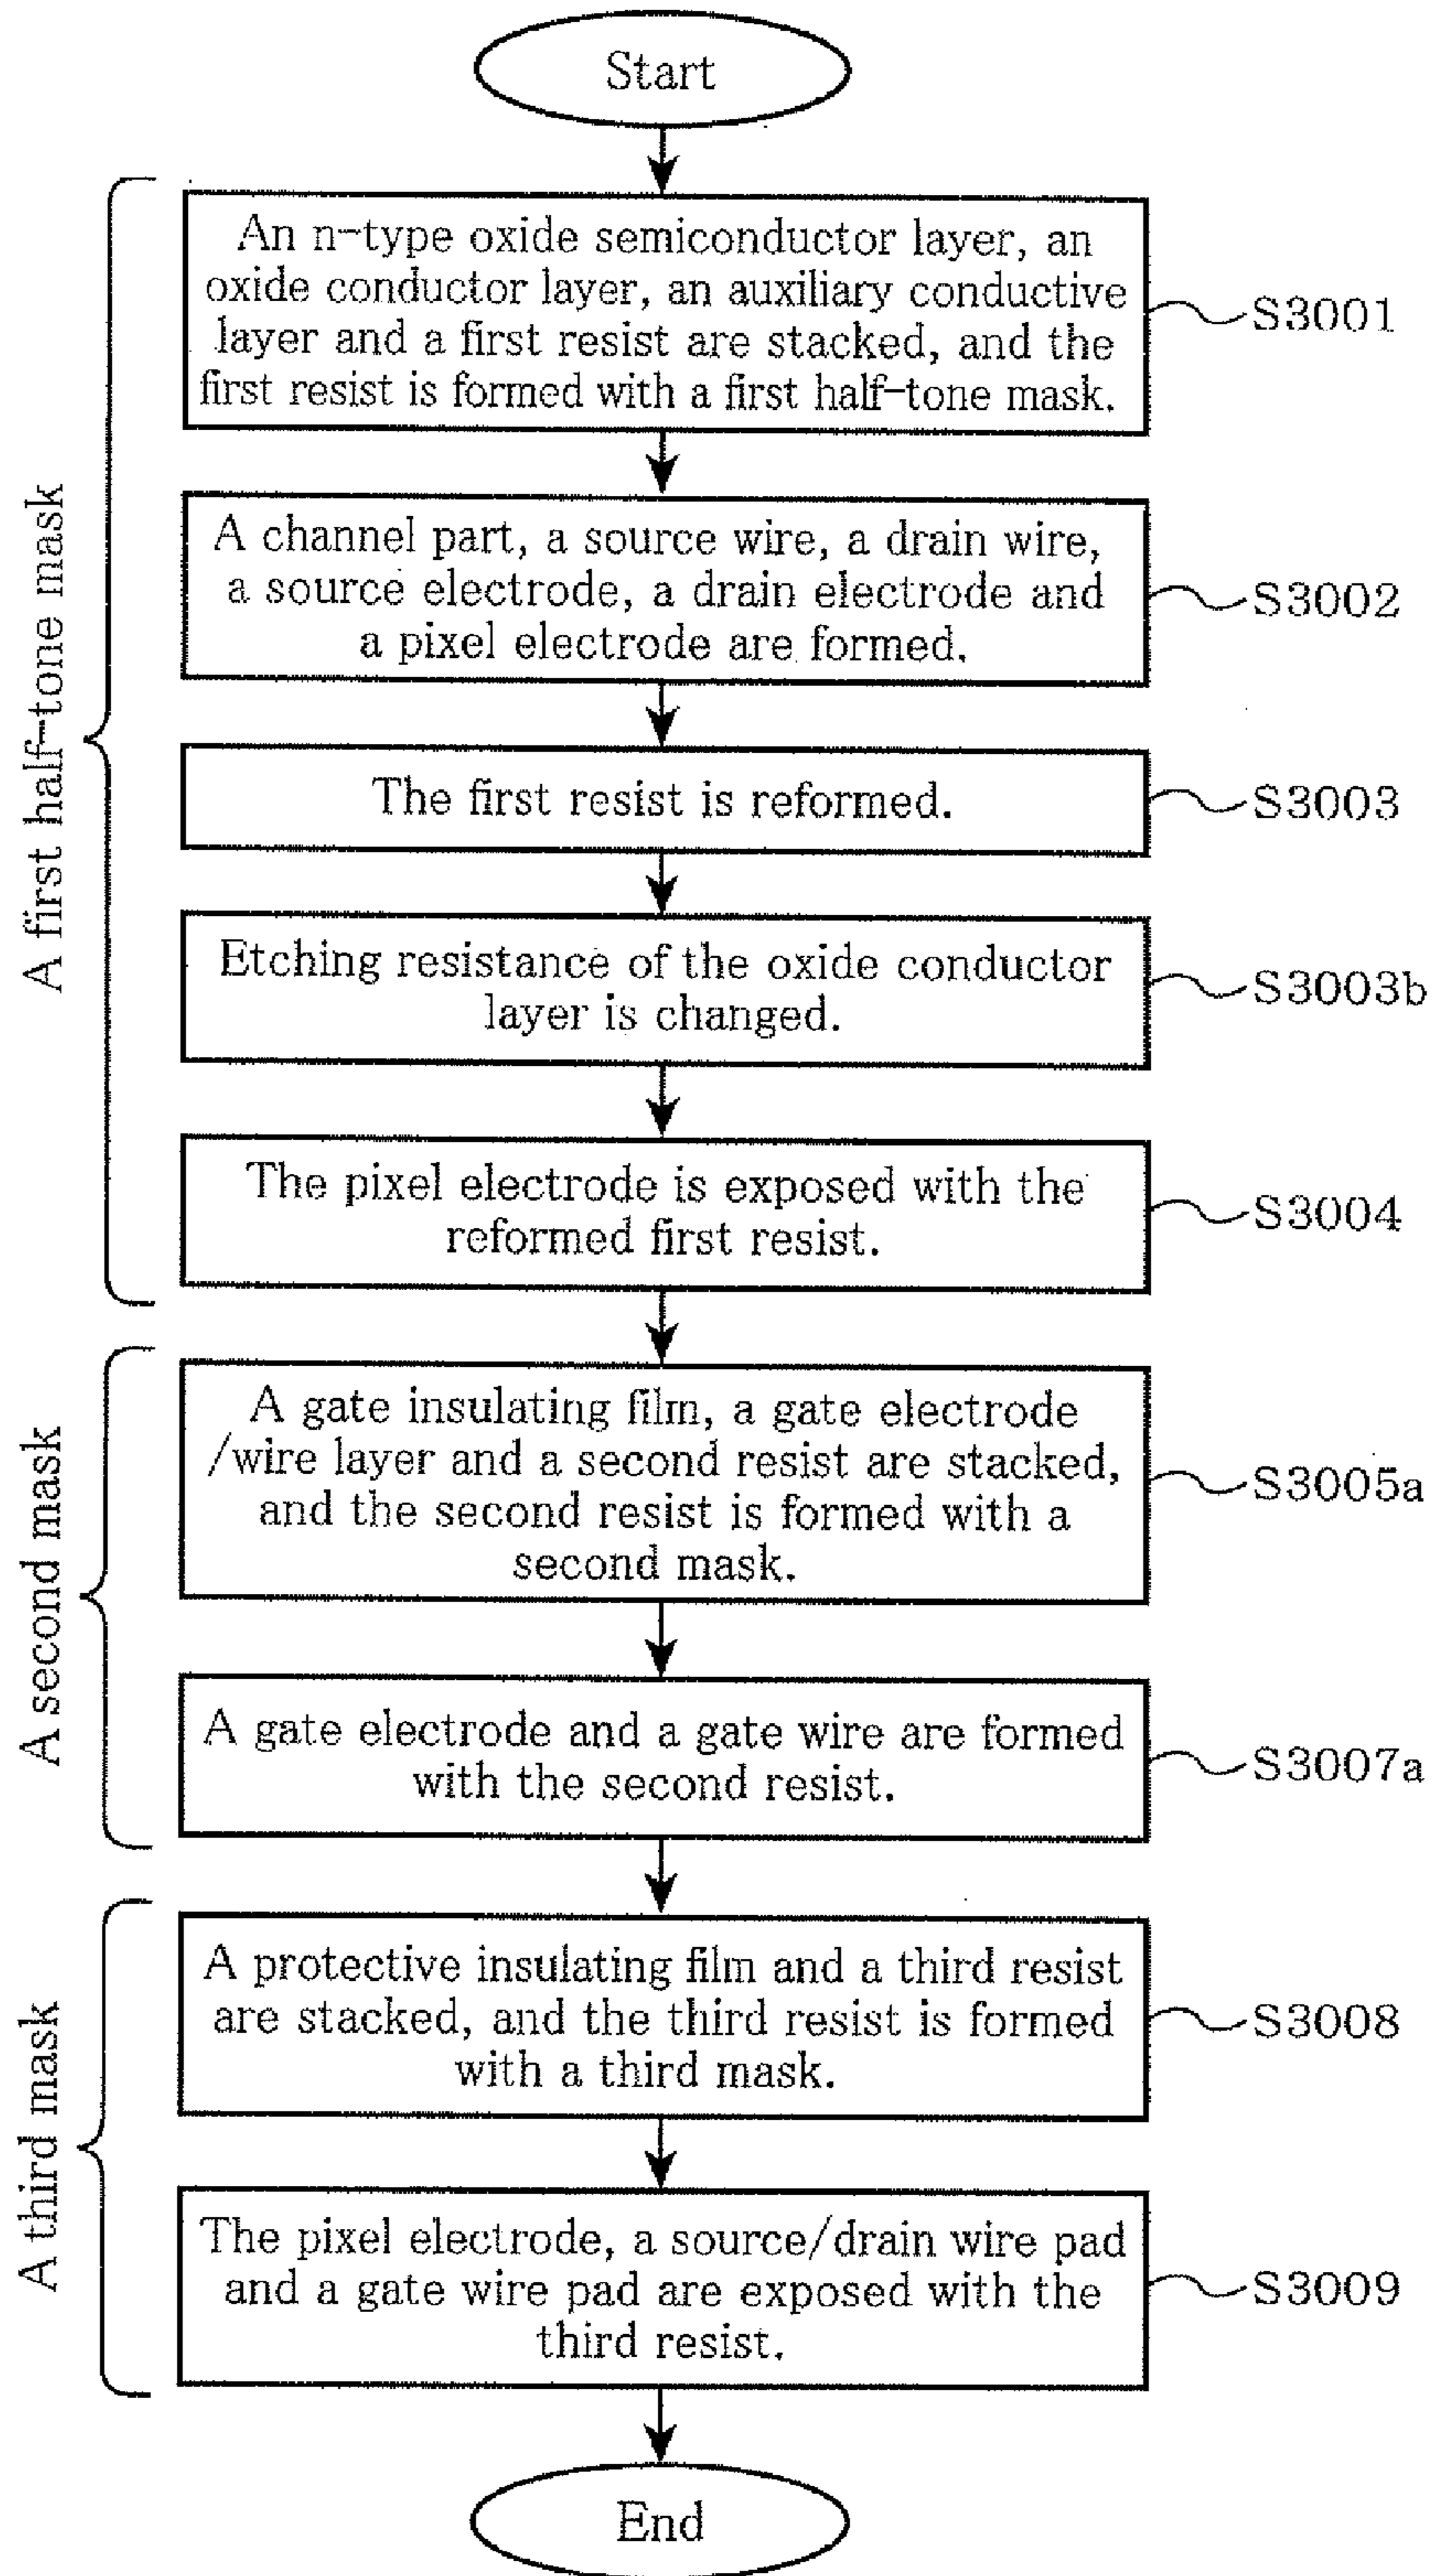 Start
A first half-tone mask
An n-type oxide semiconductor layer, an
oxide conductor layer, an auxiliary conductive
layer and a first resist are stacked, and the
first resist is formed with a first half-tone mask.
S3001
A channel part, a source wire, a drain wire,
a source electrode, a drain electrode and
a pixel electrode are formed.
S3002
The first resist is reformed.
S3003
Etching resistance of the oxide conductor
layer is changed.
S3003b
The pixel electrode is exposed with the
reformed first resist.
S3004
A second mask
A gate insulating film, a gate electrode
/wire layer and a second resist are stacked,
and the second resist is formed with a
second mask.
S3005a
A gate electrode and a gate wire are formed
with the second resist.
S3007a
A third mask
A protective insulating film and a third resist
are stacked, and the third resist is formed
with a third mask.
S3008
The pixel electrode, a source/drain wire pad
and a gate wire pad are exposed with the
third resist.
S3009
End